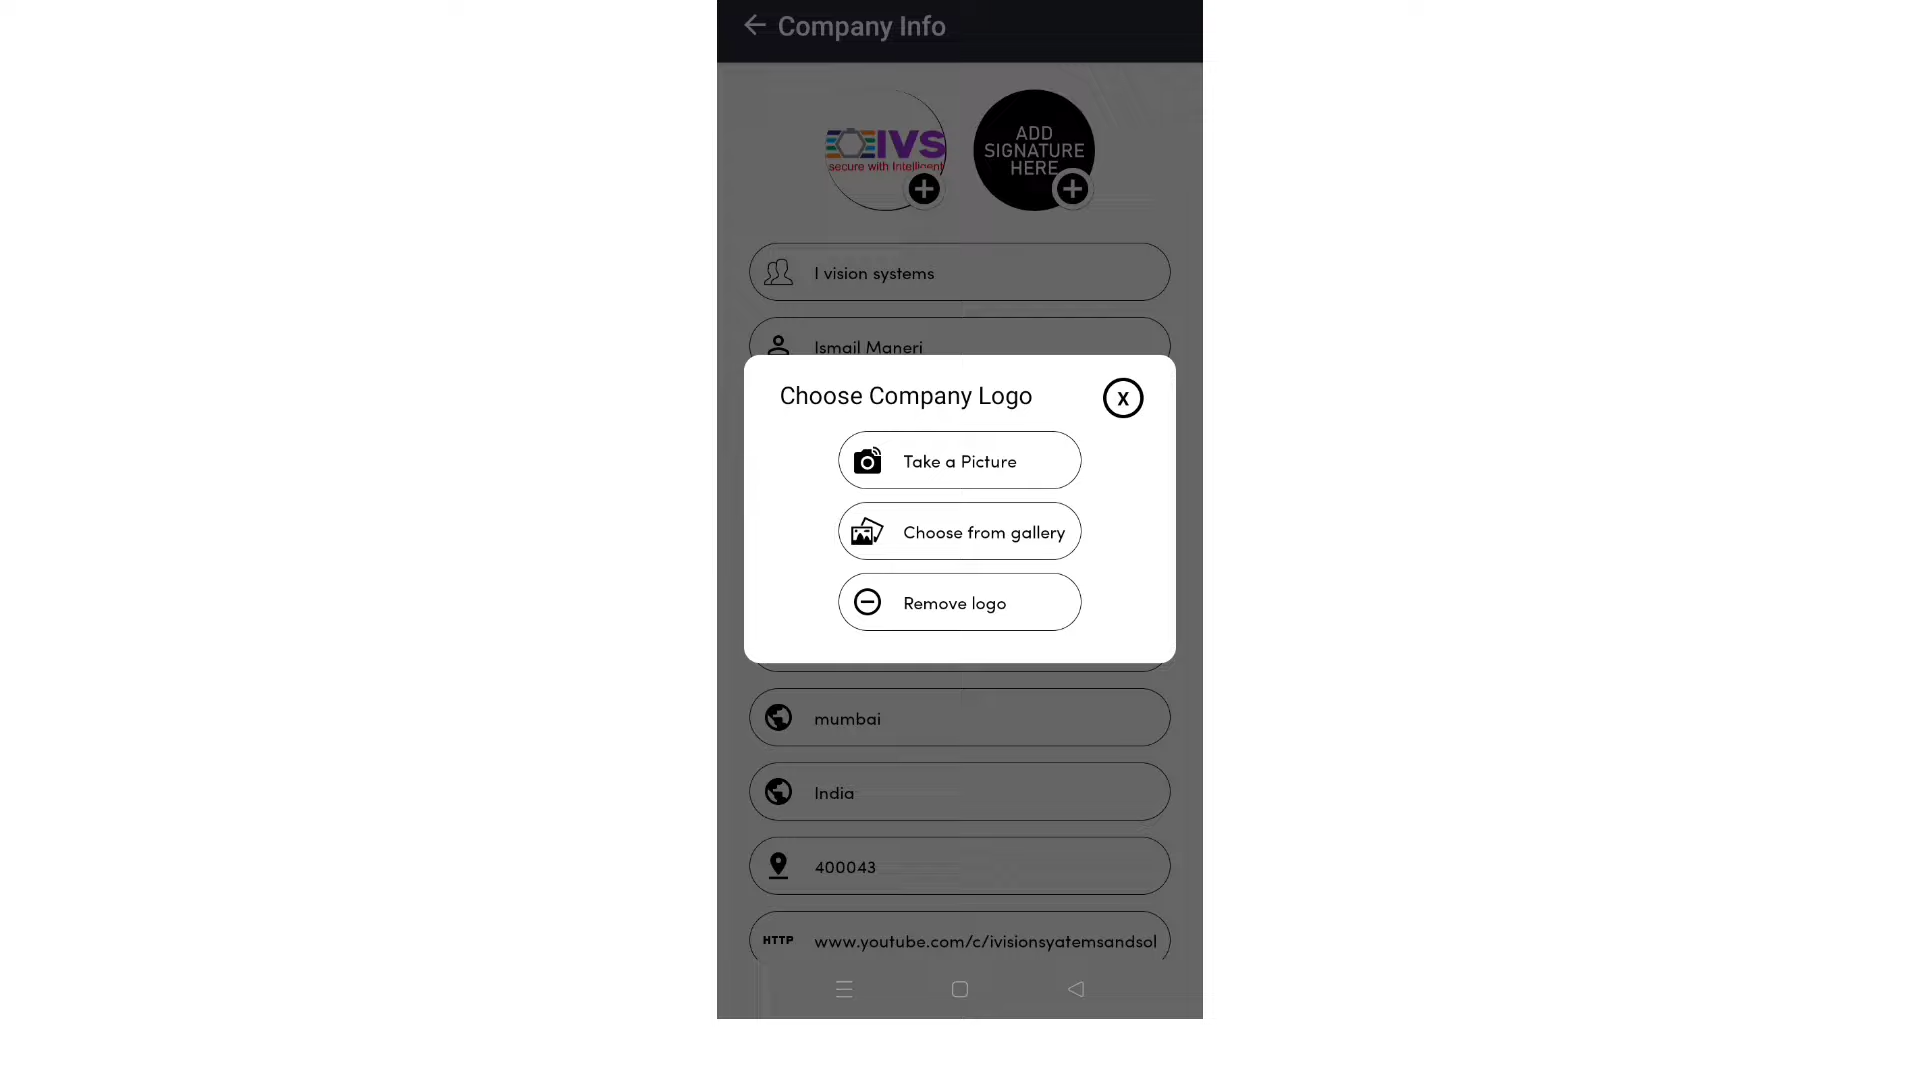 Company Info
IVS
secure with Intelligent
ADD
SIGNATURE
HERE
I vision systems
Ismail Maneri
Choose Company Logo
X
Take a Picture
Choose from gallery
Remove logo
mumbai
India
400043
HTTP www.youtube.com/c/ivisionsyatemsandsol